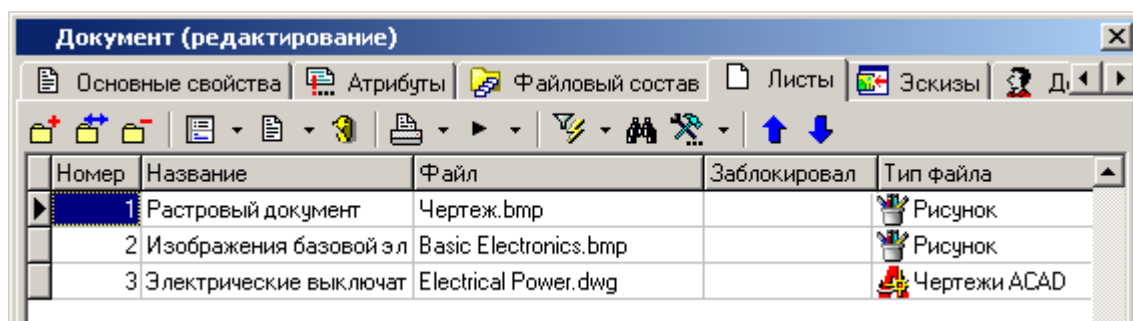 Документ (редактирование)
Основные свойства Атрибуты Файловый состав Листы Эскизы Д
Номер Название Файл Заблокировал Тип файла
1 Растровый документ Чертеж.bmp Рисунок
2 Изображения базовой эл Basic Electronics.bmp Рисунок
3 Электрические выключат Electrical Power.dwg Чертежи ACAD